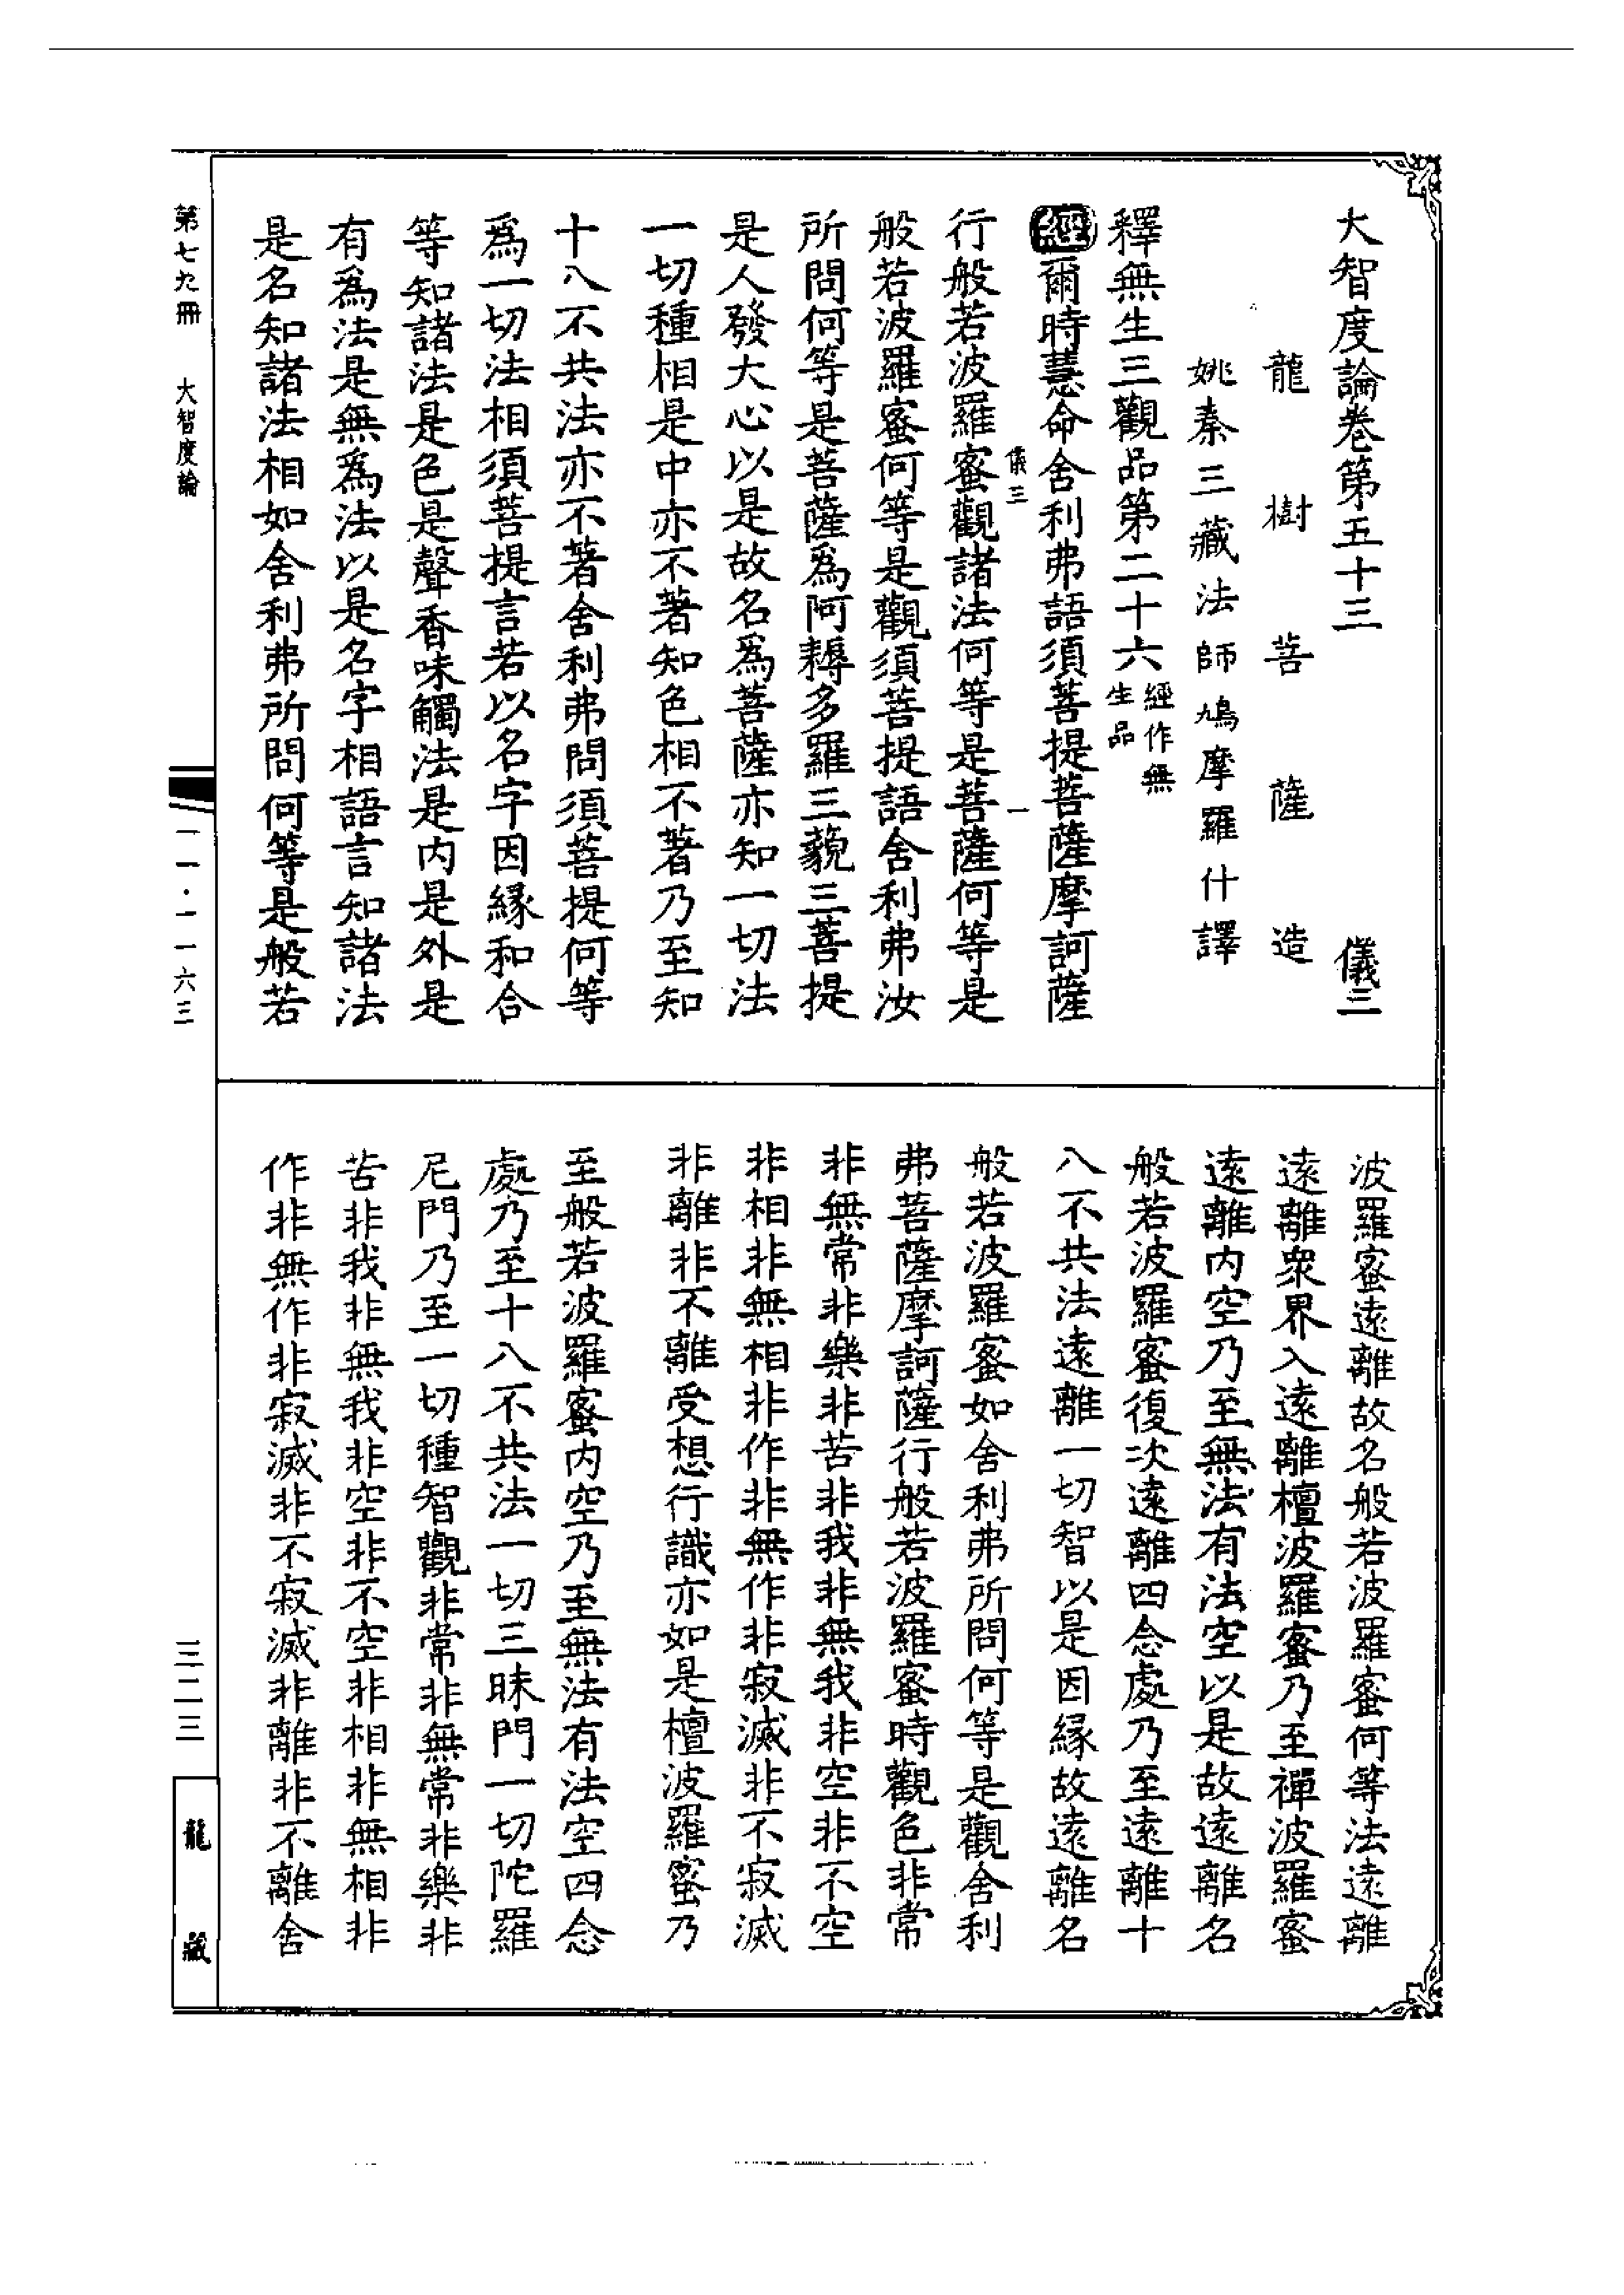 大智度論卷第五十三 儀三
龍樹菩薩造
姚秦三藏法師鳩摩羅什譯
釋無生三觀品第二十六經作無生品
經爾時慧命舍利弗語須菩提菩薩摩訶薩
儀三 一
行般若波羅蜜觀諸法何等是菩薩何等是
般若波羅蜜何等是觀須菩提語舍利弗汝
所問何等是菩薩爲阿耨多羅三藐三菩提
是人發大心以是故名爲菩薩亦知一切法
一切種相是中亦不著知色相不著乃至知
十八不共法亦不著舍利弗問須菩提何等
爲一切法相須菩提言若以名字因緣和合
等知諸法是色是聲香味觸法是内是外是
有爲法是無爲法以是名字相語言知諸法
是名知諸法相如舍利弗所問何等是般若
波羅蜜遠離故名般若波羅蜜何等法遠離
遠離衆界入遠離檀波羅蜜乃至禪波羅蜜
遠離内空乃至無法有法空以是故遠離名
般若波羅蜜復次遠離四念處乃至遠離十
八不共法遠離一切智以是因緣故遠離名
般若波羅蜜如舍利弗所問何等是觀舍利
弗菩薩摩訶薩行般若波羅蜜時觀色非常
非無常非樂非苦非我非無我非空非不空
非相非無相非作非無作非寂滅非不寂滅
非離非不離受想行識亦如是檀波羅蜜乃
至般若波羅蜜内空乃至無法有法空四念
處乃至十八不共法一切三昧門一切陀羅
尼門乃至一切種智觀非常非無常非樂非
苦非我非無我非空非不空非相非無相非
作非無作非寂滅非不寂滅非離非不離舍
第七九冊 大智度論
一一·一一六三
三二三
龍藏